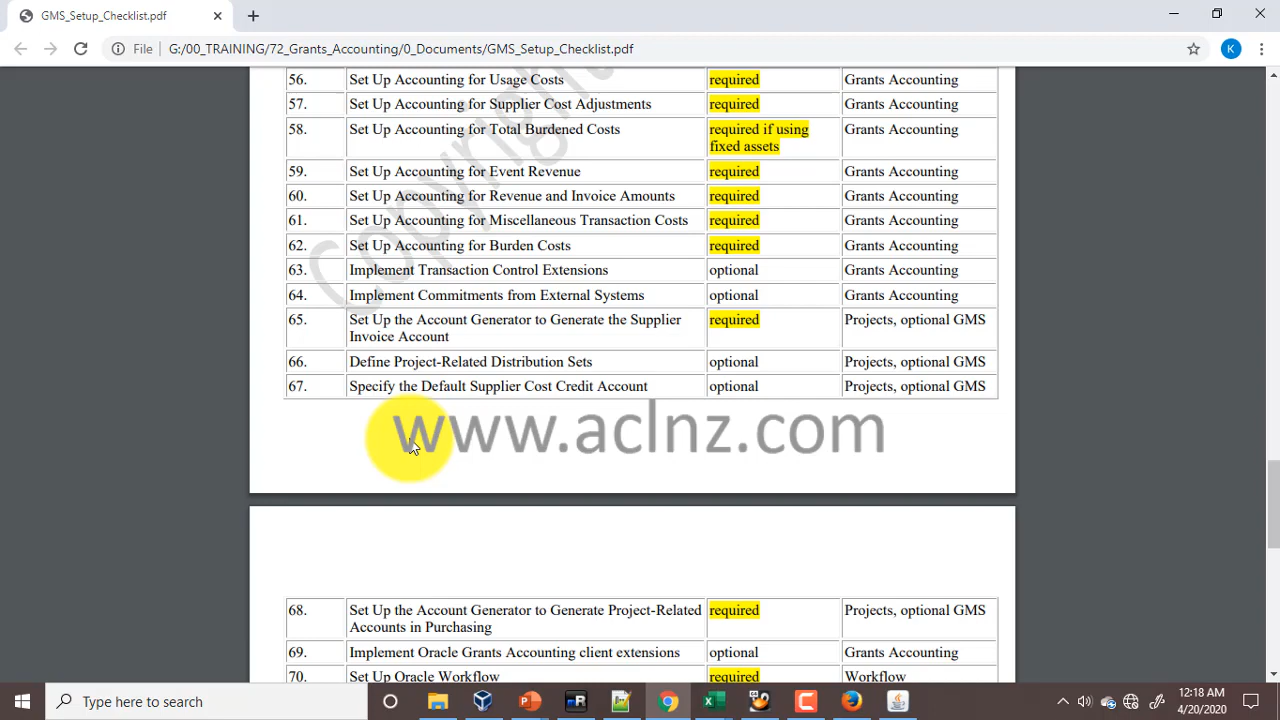 GMS_Setup_Checklist.pdf
File G:/00_TRAINING/72_Grants_Accounting/0_Documents/GMS_Setup_Checklist.pdf
K
56. Set Up Accounting for Usage Costs required Grants Accounting
57. Set Up Accounting for Supplier Cost Adjustments required Grants Accounting
58. Set Up Accounting for Total Burdened Costs required if using Grants Accounting
fixed assets
59. Set Up Accounting for Event Revenue required Grants Accounting
60. Set Up Accounting for Revenue and Invoice Amounts required Grants Accounting
61. Set Up Accounting for Miscellaneous Transaction Costs required Grants Accounting
62. Set Up Accounting for Burden Costs required Grants Accounting
63. Implement Transaction Control Extensions optional Grants Accounting
64. Implement Commitments from External Systems optional Grants Accounting
65. Set Up the Account Generator to Generate the Supplier required Projects, optional GMS
Invoice Account
66. Define Project-Related Distribution Sets optional Projects, optional GMS
67. Specify the Default Supplier Cost Credit Account optional Projects, optional GMS
Copyright
www.aclnz.com
68. Set Up the Account Generator to Generate Project-Related required Projects, optional GMS
Accounts in Purchasing
69. Implement Oracle Grants Accounting client extensions optional Grants Accounting
70. Set Up Oracle Workflow required Workflow
Type here to search
12:18 AM
4/20/2020